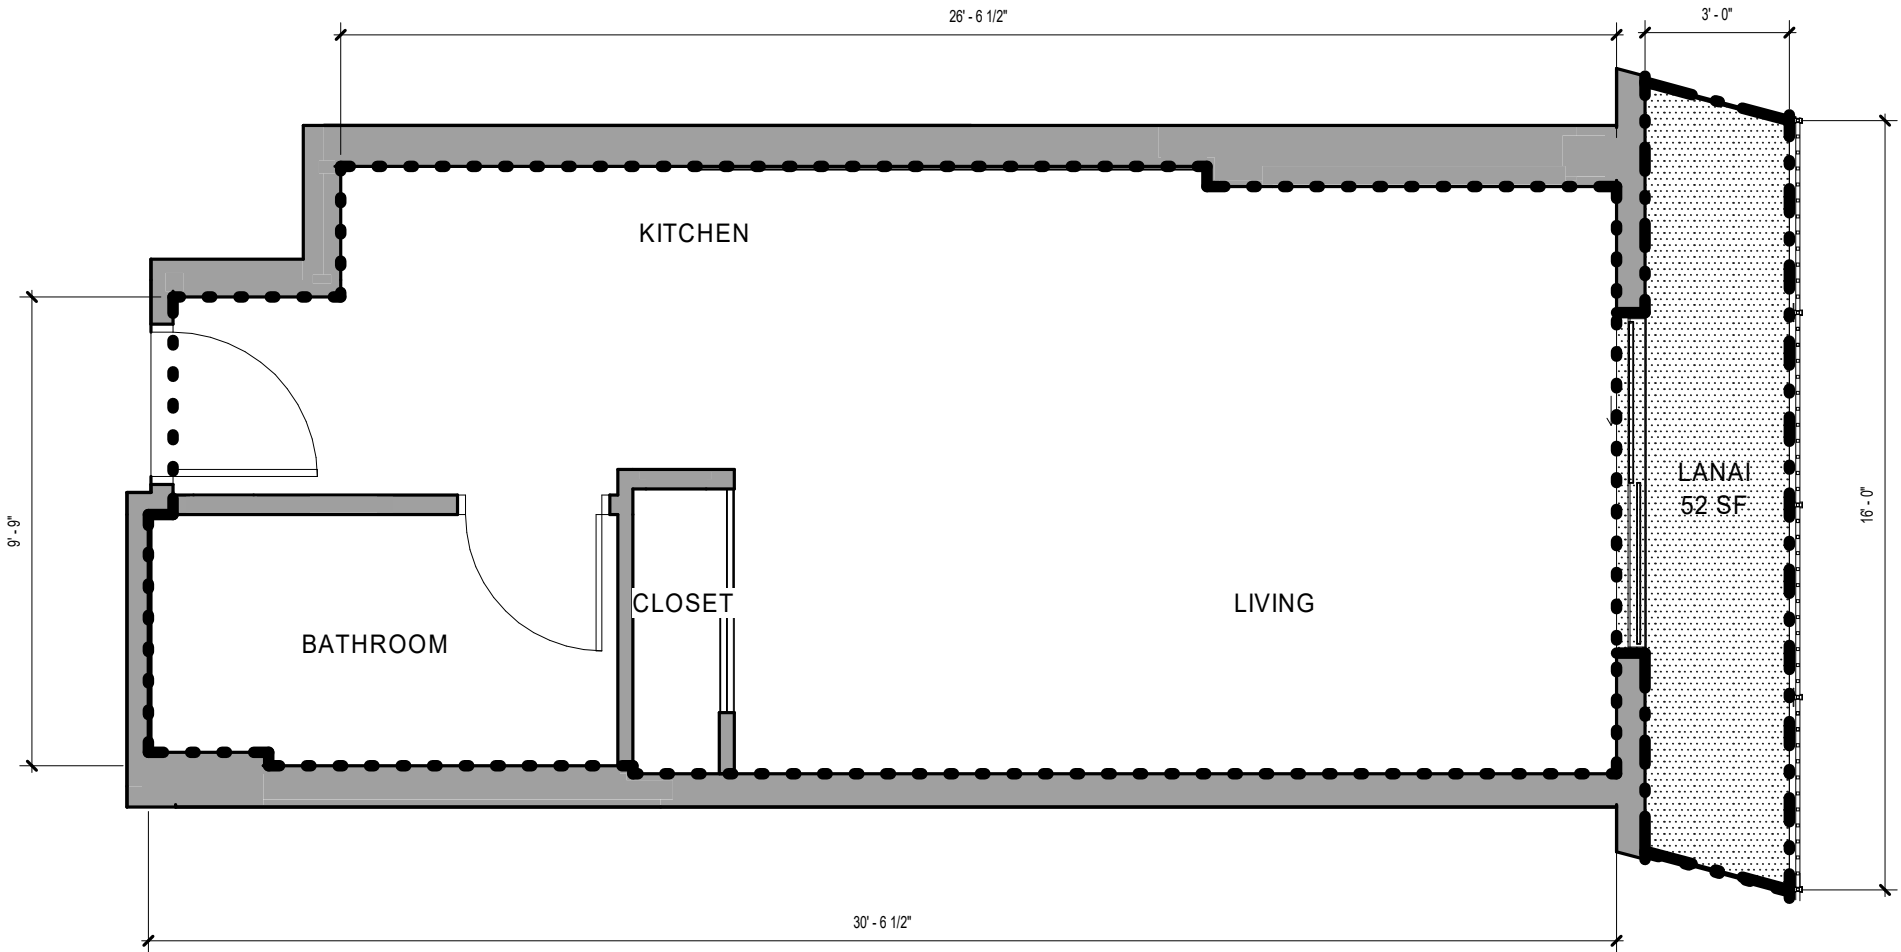 26' - 6 1/2"
3' - 0"
KITCHEN
LANAI
52 SF
16' - 0"
9' - 9"
CLOSET
LIVING
BATHROOM
30' - 6 1/2"